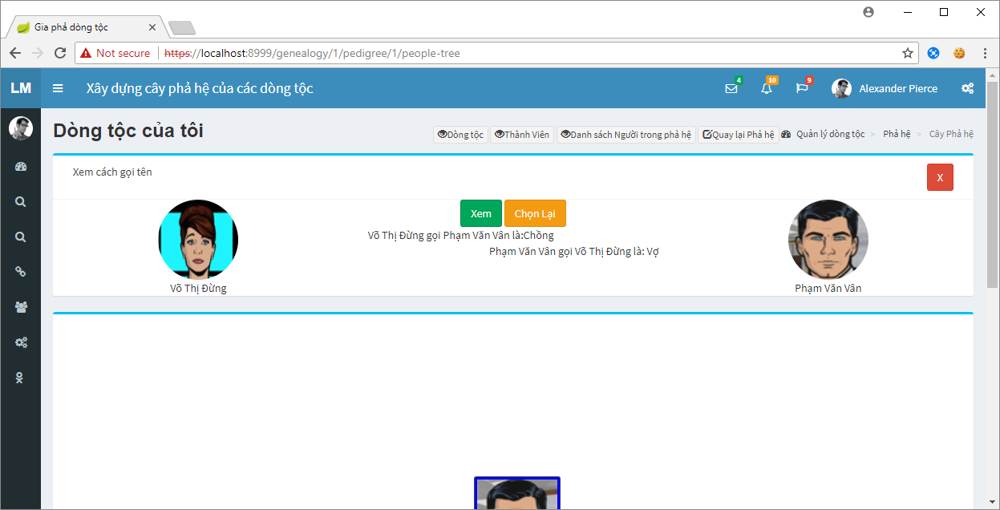 Gia phả dòng tộc
Not secure https://localhost:8999/genealogy/1/pedigree/1/people-tree
LM Xây dựng cây phả hệ của các dòng tộc 4 10 9 Alexander Pierce
Dòng tộc của tôi Dòng tộc Thành Viên Danh sách Người trong phả hệ Quay lại Phả hệ Quản lý dòng tộc > Phả hệ > Cây Phả hệ
Xem cách gọi tên X
Xem Chọn Lại
Võ Thị Đừng gọi Phạm Văn Vân là:Chồng
Phạm Văn Vân gọi Võ Thị Đừng là: Vợ
Võ Thị Đừng Phạm Văn Vân